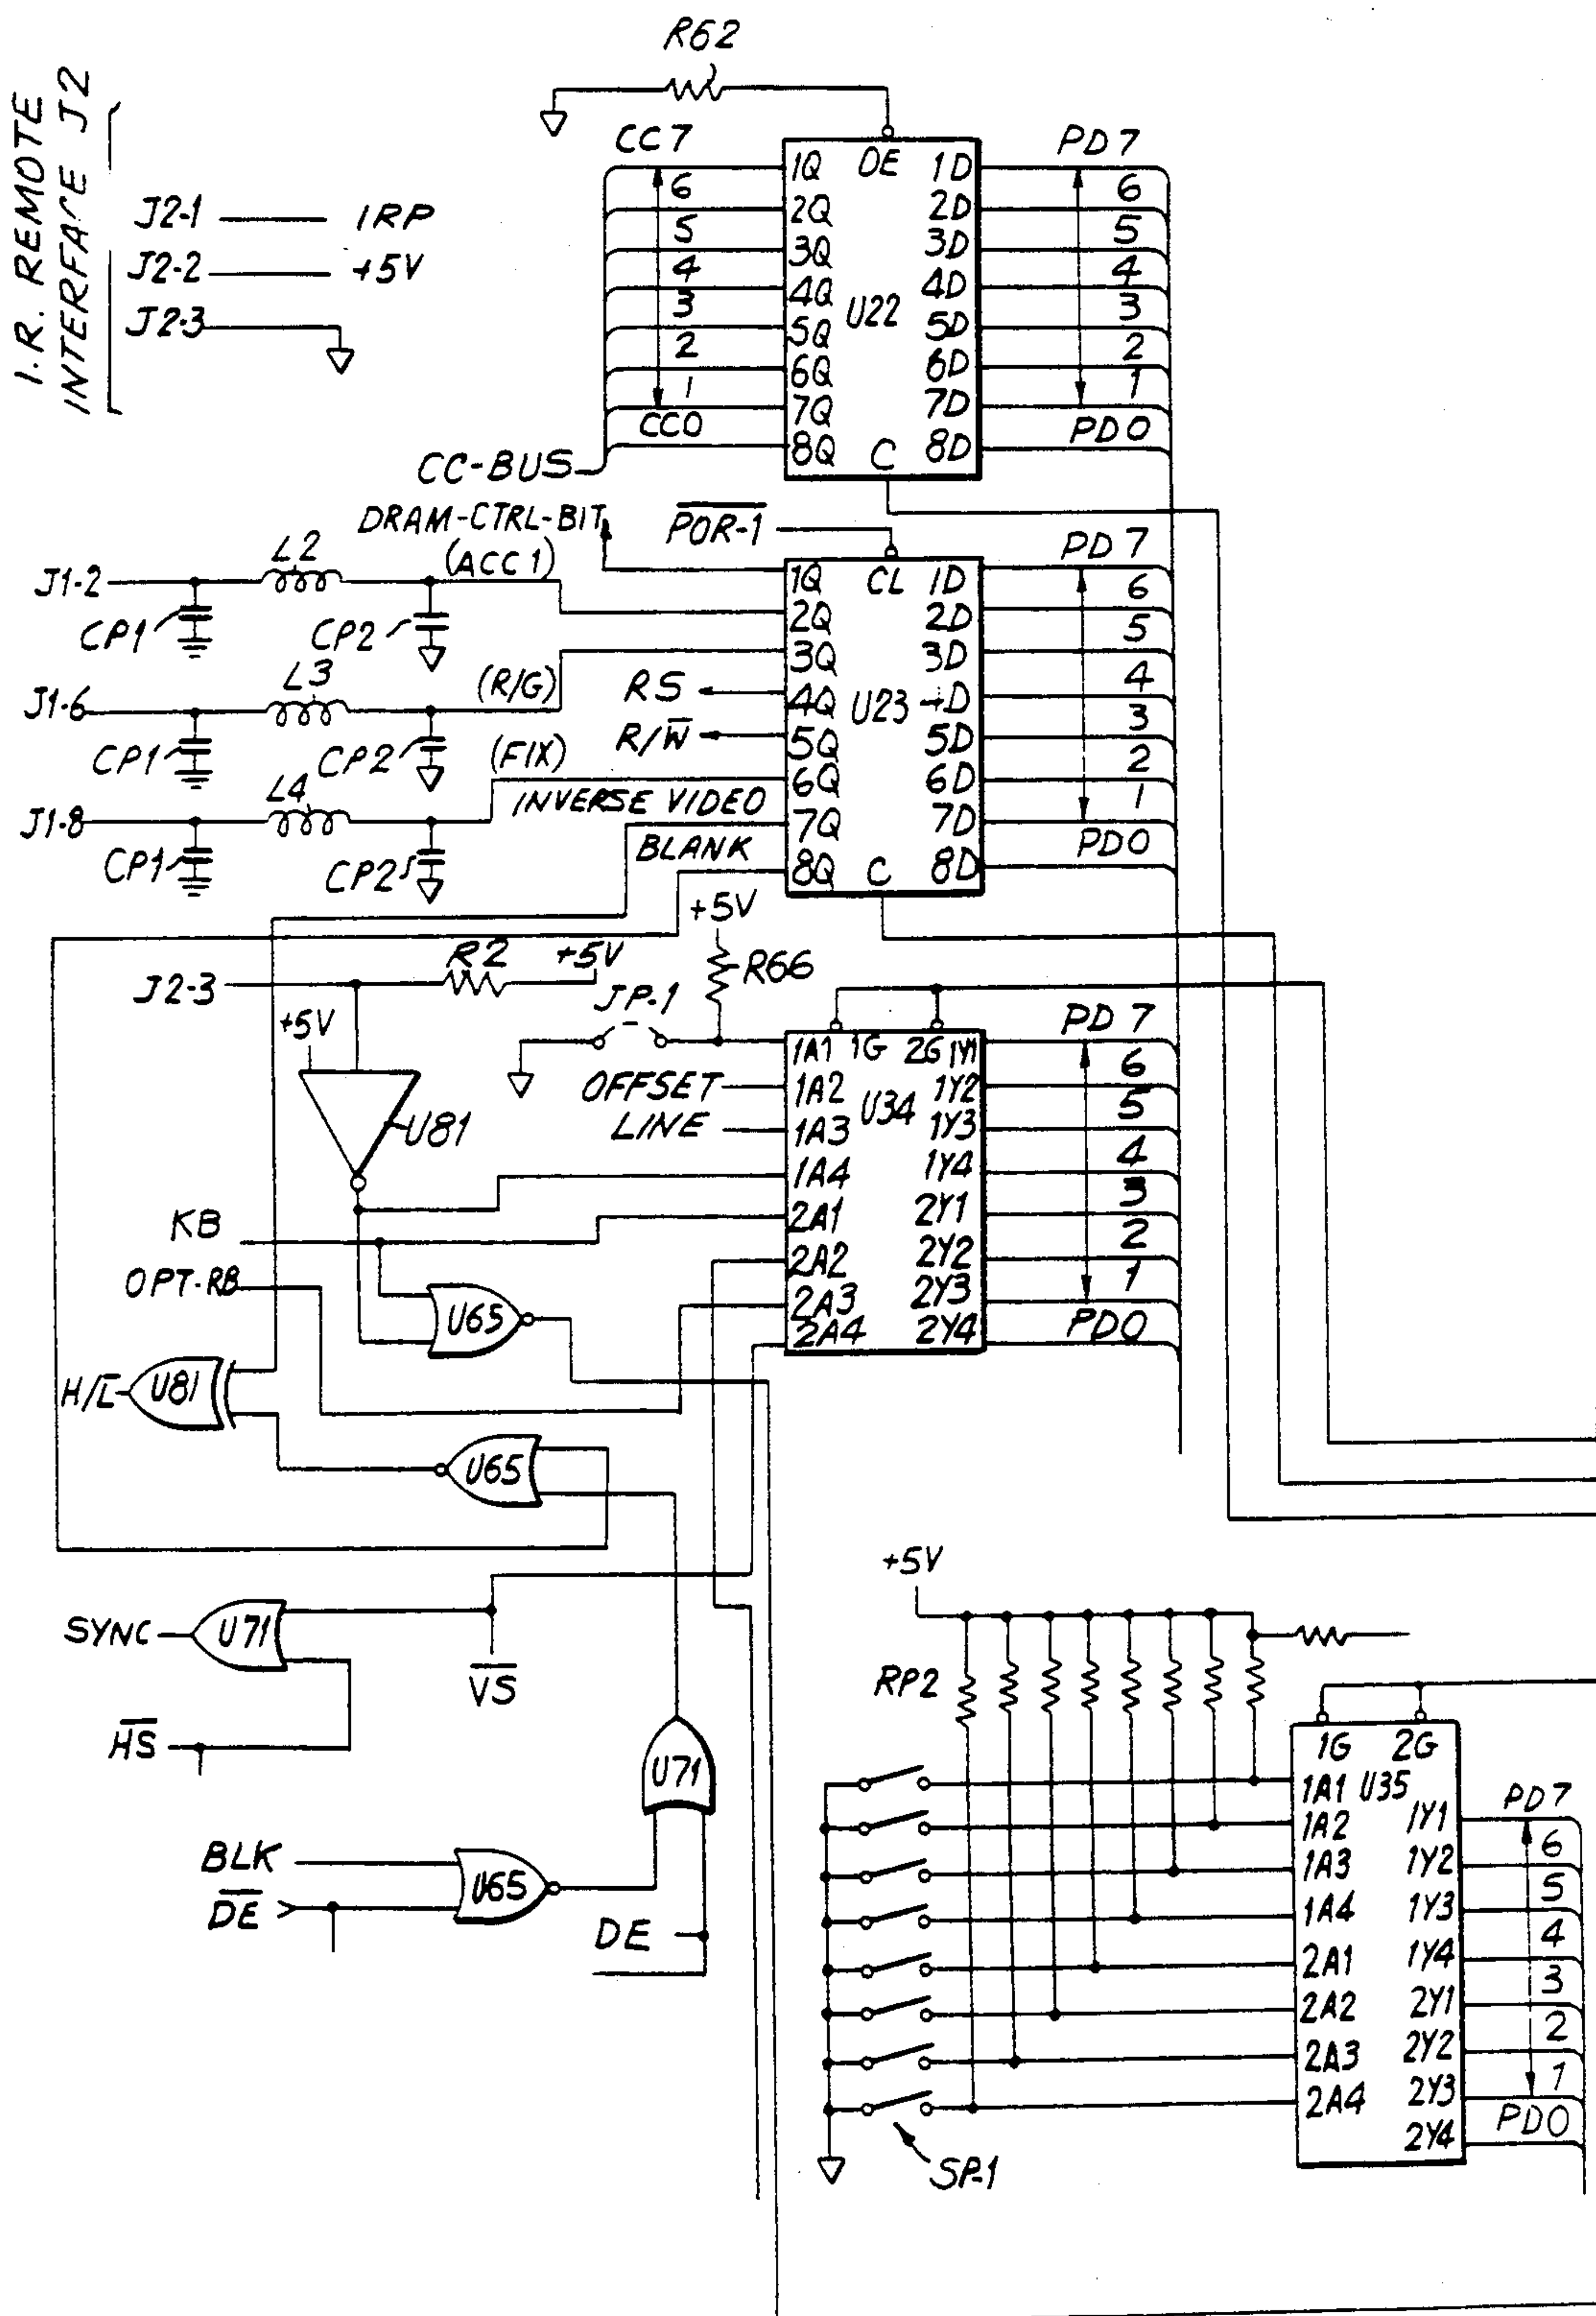 I.R. REMOTE
INTERFACE J2
J2-1 IRP
J2-2 +5V
J2-3
R62
CC7
6
5
4
3
2
1
CC0
CC-BUS
1Q OE 1D
2Q 2D
3Q 3D
4Q 4D
U22
5Q 5D
6Q 6D
7Q 7D
8Q C 8D
PD7
6
5
4
3
2
1
PD0
DRAM-CTRL-BIT
POR-1
J1-2
L2
(ACC1)
CP1
CP2
J1-6
L3
(R/G)
CP1
CP2
J1-8
L4
(FIX)
CP1
CP2
RS
R/W
INVERSE VIDEO
BLANK
1Q CL 1D
2Q 2D
3Q 3D
4Q U23 4D
5Q 5D
6Q 6D
7Q 7D
8Q C 8D
PD7
6
5
4
3
2
1
PD0
+5V
R66
J2-3
R2
+5V
JP-1
+5V
U81
OFFSET
LINE
1A1 1G 2G 1Y1
1A2 U34 1Y2
1A3 1Y3
1A4 1Y4
2A1 2Y1
2A2 2Y2
2A3 2Y3
2A4 2Y4
PD7
6
5
4
3
2
1
PD0
KB
OPT-RB
U65
H/L
U81
U65
SYNC
U71
VS
HS
U71
BLK
DE
U65
DE
+5V
RP2
1G 2G
1A1 U35
1A2 1Y1
1A3 1Y2
1A4 1Y3
2A1 1Y4
2A2 2Y1
2A3 2Y2
2A4 2Y3
2Y4
PD7
6
5
4
3
2
1
PD0
SP-1